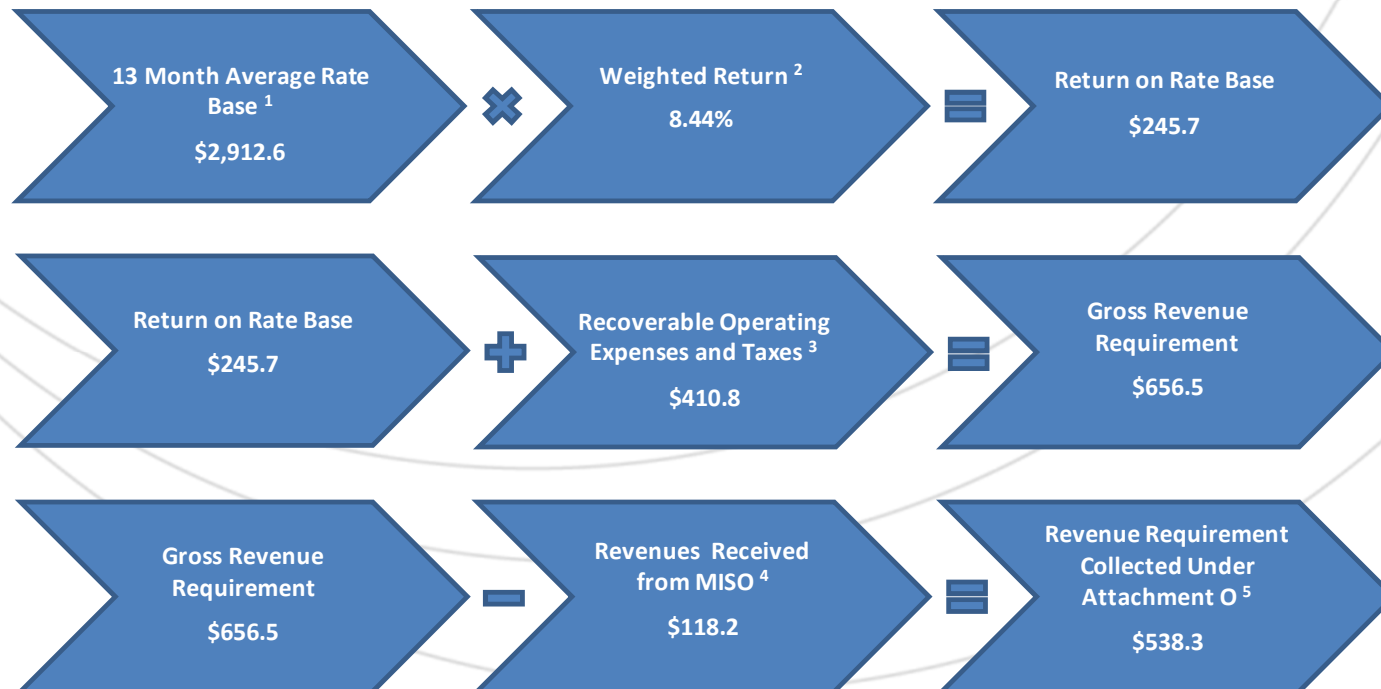 13 Month Average Rate
Base 1
$2,912.6
Weighted Return 2
8.44%
Return on Rate Base
$245.7
Return on Rate Base
$245.7
Recoverable Operating
Expenses and Taxes 3
$410.8
Gross Revenue
Requirement
$656.5
Gross Revenue
Requirement
$656.5
Revenues Received
from MISO 4
$118.2
Revenue Requirement
Collected Under
Attachment O 5
$538.3